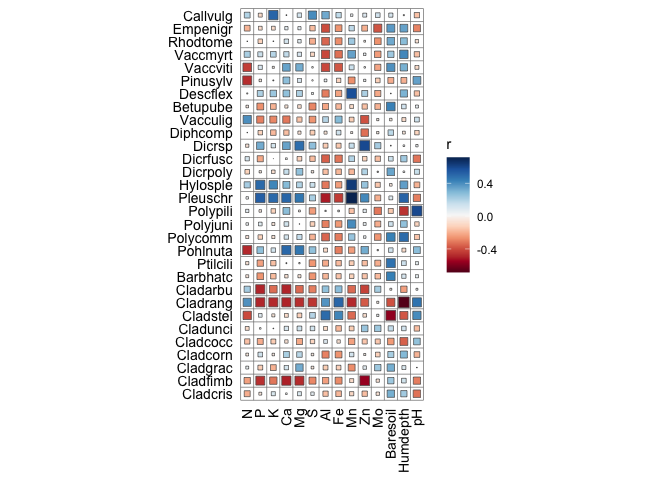 Callvulg
Empenigr
Rhodtome
Vaccmyrt
Vaccviti
Pinusylv
Descflex
Betupube
Vacculig
Diphcomp
Dicrsp
Dicrfusc
Dicrpoly
Hylosple
Pleuschr
Polypili
Polyjuni
Polycomm
Pohlnuta
Ptilcili
Barbhatc
Cladarbu
Cladrang
Cladstel
Cladunci
Cladcocc
Cladcorn
Cladgrac
Cladfimb
Cladcris
N
P
K
Ca
Mg
S
Al
Fe
Mn
Zn
Mo
Baresoil
Humdepth
pH
r
0.4
0.0
-0.4